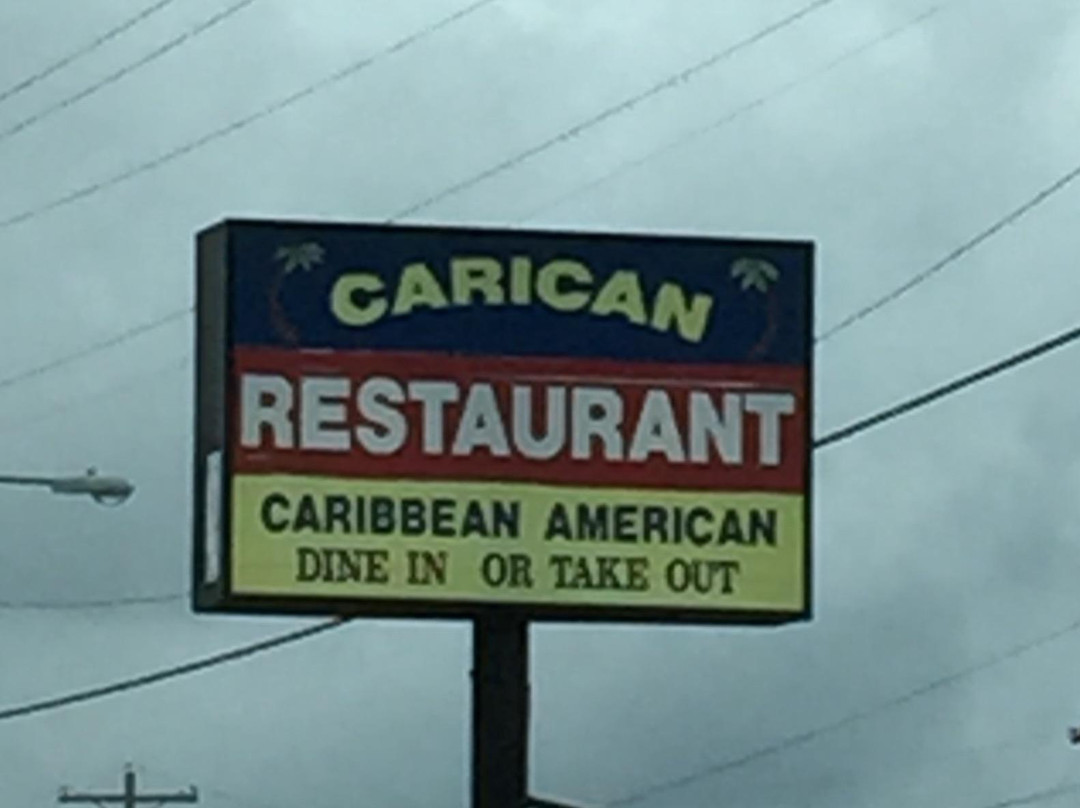 CARICAN
RESTAURANT
CARIBBEAN AMERICAN
DINE IN OR TAKE OUT